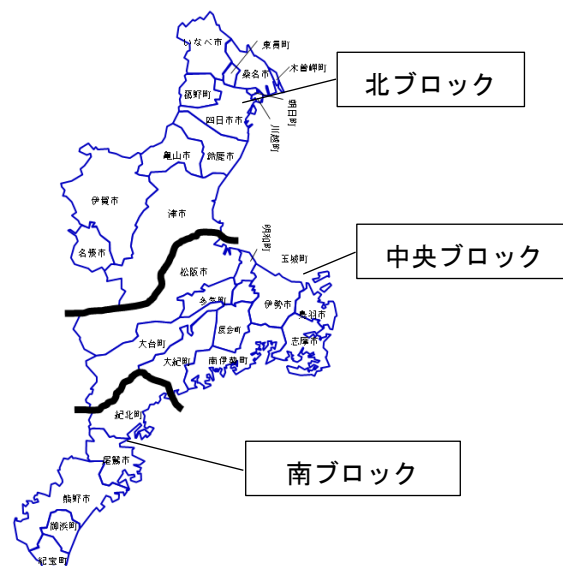 いなべ市
東員町
桑名市
木曽岬町
北ブロック
菰野町
朝日町
四日市市
川越町
亀山市
鈴鹿市
伊賀市
津市
名張市
明和町
玉城町
中央ブロック
松阪市
多気町
伊勢市
鳥羽市
度会町
志摩市
大台町
大紀町
南伊勢町
紀北町
尾鷲市
南ブロック
熊野市
御浜町
紀宝町